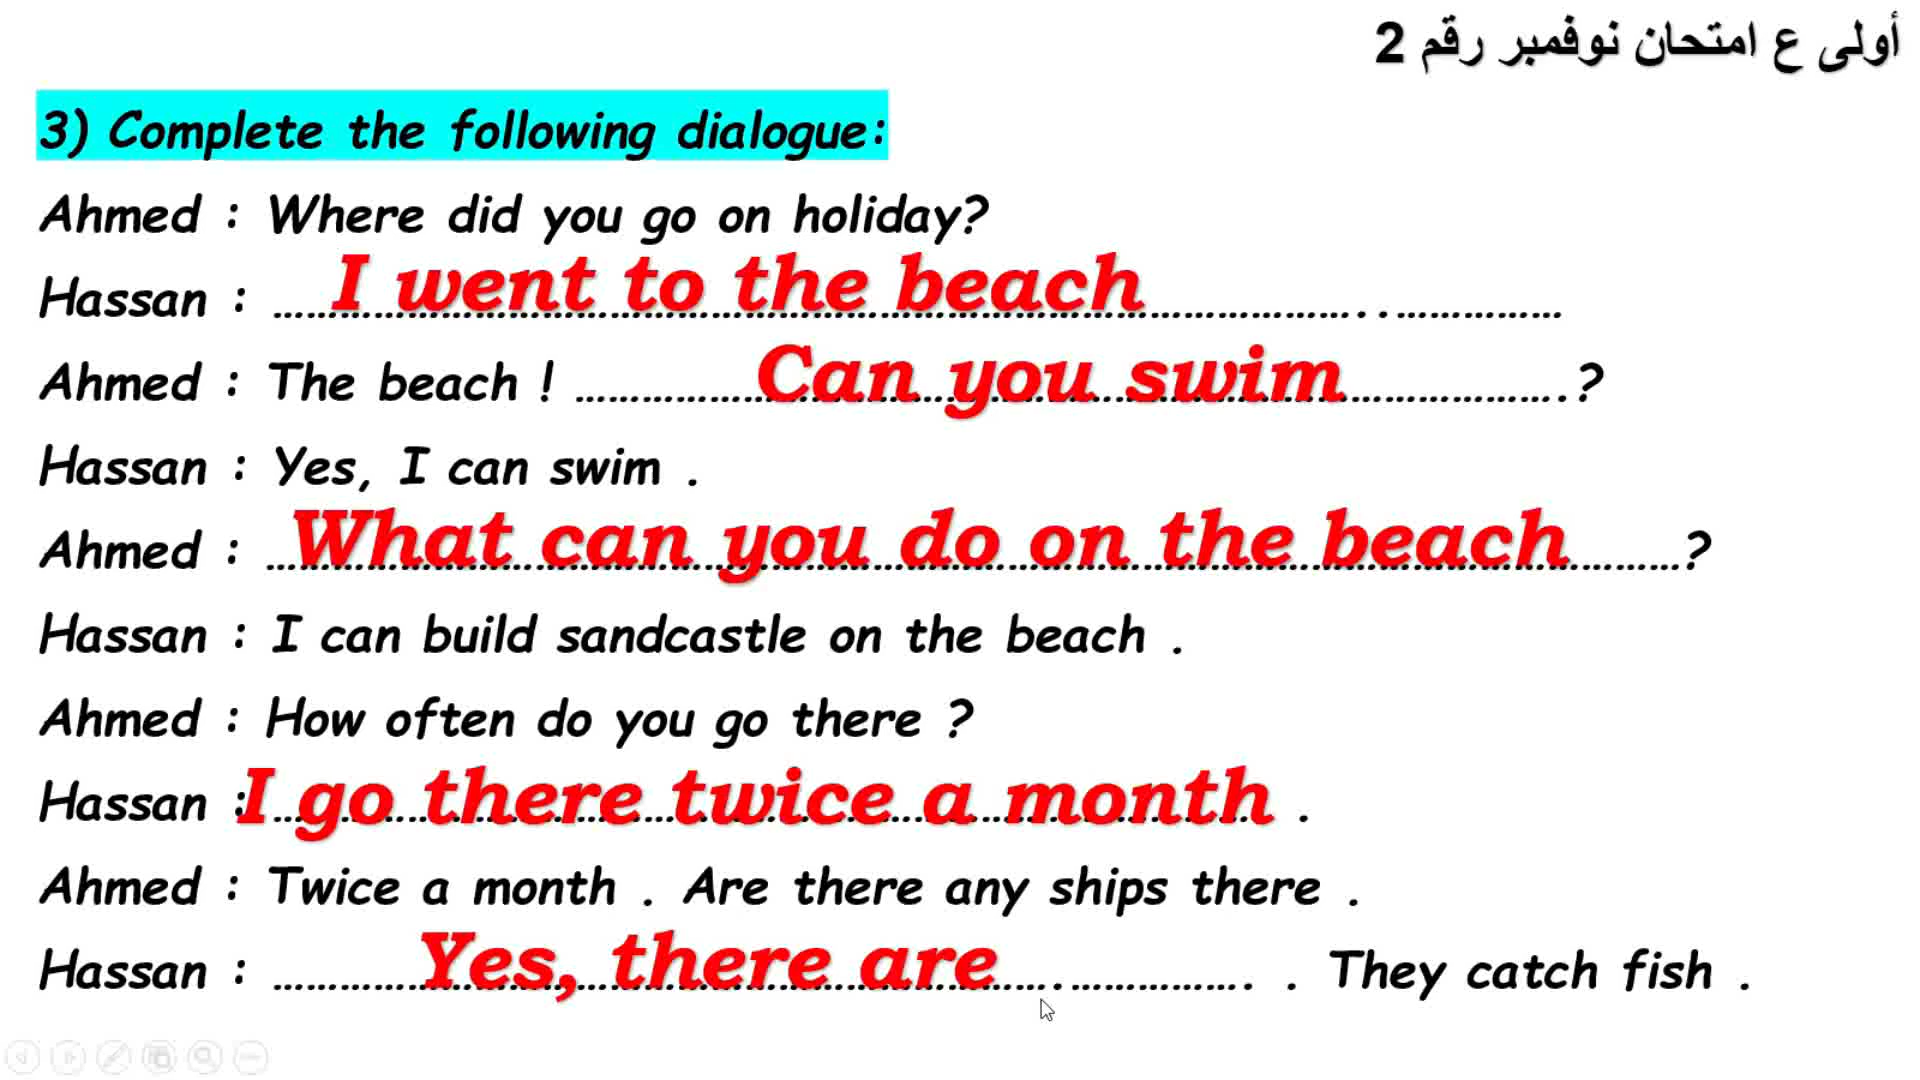 أولى ع امتحان نوفمبر رقم 2
3) Complete the following dialogue:
Ahmed : Where did you go on holiday?
Hassan : ……I went to the beach……………..……………
Ahmed : The beach ! ……………Can you swim…………………….?
Hassan : Yes, I can swim .
Ahmed : ……What can you do on the beach…………?
Hassan : I can build sandcastle on the beach .
Ahmed : How often do you go there ?
Hassan : I go there twice a month .
Ahmed : Twice a month . Are there any ships there .
Hassan : …………Yes, there are…….……………. . They catch fish .